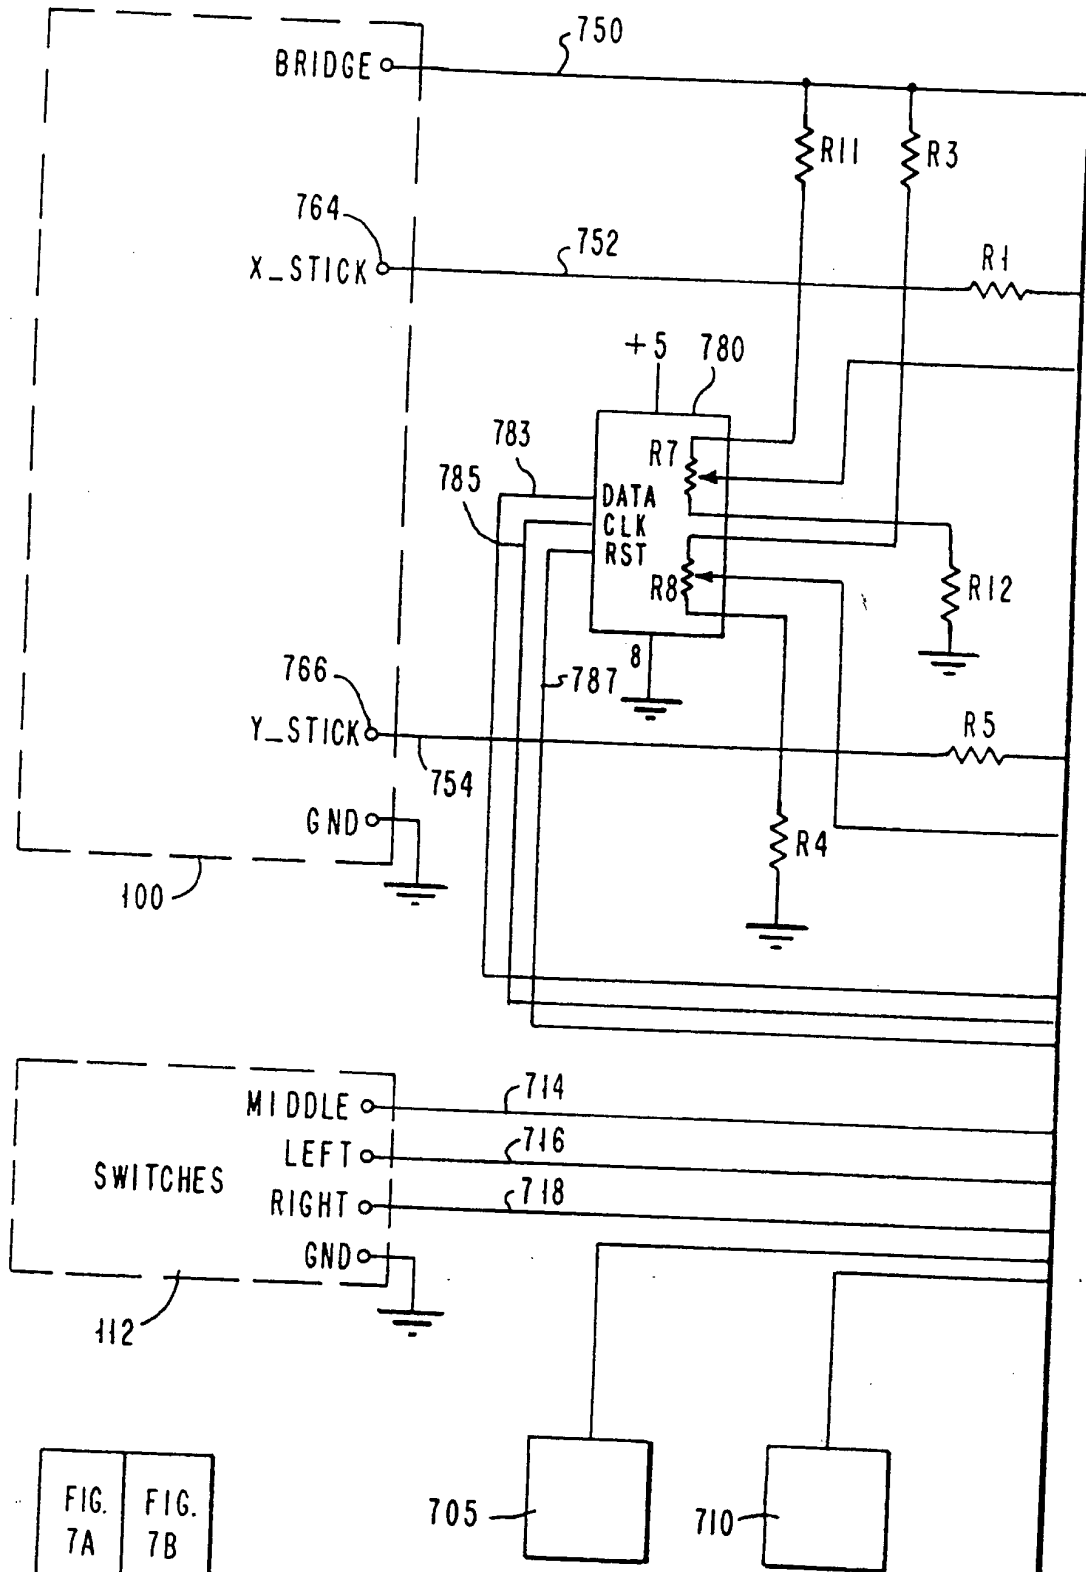 750
BRIDGE
R11
R3
764
752
X_STICK
R1
+5
780
783
R7
785
DATA
CLK
RST
R8
R12
8
766
787
Y_STICK
R5
754
GND
R4
100
714
MIDDLE
716
LEFT
SWITCHES
718
RIGHT
GND
112
FIG. 7A
FIG. 7B
705
710